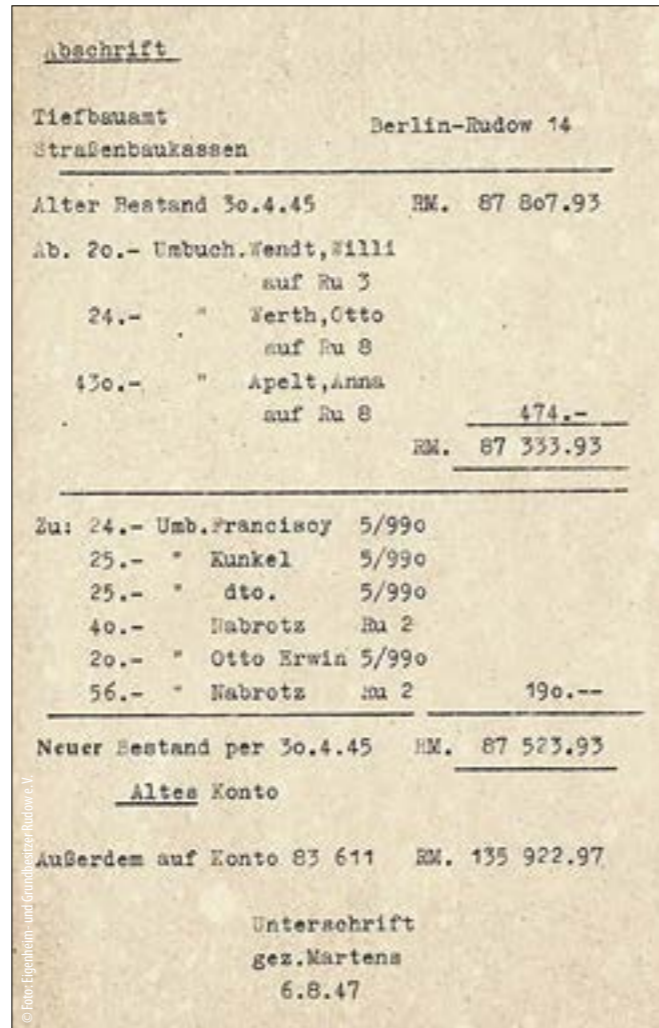 Abschrift
Tiefbauamt Berlin-Rudow 14
Straßenbaukassen
Alter Bestand 30.4.45 RM. 87 807.93
Ab. 20.- Umbuch.Wendt,Willi
auf Ru 3
24.- " Werth,Otto
auf Ru 8
430.- " Apelt,Anna
auf Ru 8 474.-
RM. 87 333.93
Zu: 24.- Umb.Franciscy 5/990
25.- " Kunkel 5/990
25.- " dto. 5/990
40.- Nabrotz Ru 2
20.- " Otto Erwin 5/990
56.- " Nabrotz Ru 2 190.--
Neuer Bestand per 30.4.45 RM. 87 523.93
Altes Konto
Außerdem auf Konto 83 611 RM. 135 922.97
Unterschrift
gez.Martens
6.8.47
© Foto: Eigenheim- und Grundbesitzer Rudow e.V.